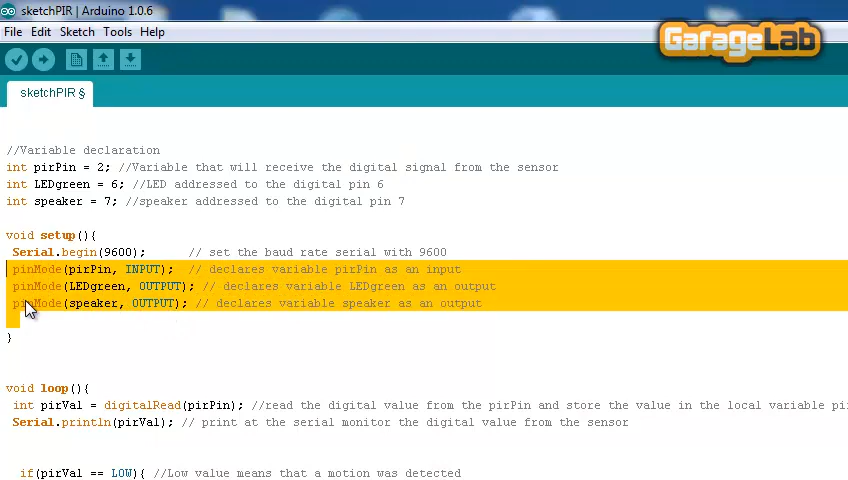 sketchPIR | Arduino 1.0.6
File Edit Sketch Tools Help
GarageLab
sketchPIR §
//Variable declaration
int pirPin = 2; //Variable that will receive the digital signal from the sensor
int LEDgreen = 6; //LED addressed to the digital pin 6
int speaker = 7; //speaker addressed to the digital pin 7
void setup(){
Serial.begin(9600); // set the baud rate serial with 9600
pinMode(pirPin, INPUT); // declares variable pirPin as an input
pinMode(LEDgreen, OUTPUT); // declares variable LEDgreen as an output
pinMode(speaker, OUTPUT); // declares variable speaker as an output
}
void loop(){
int pirVal = digitalRead(pirPin); //read the digital value from the pirPin and store the value in the local variable pi
Serial.println(pirVal); // print at the serial monitor the digital value from the sensor
if(pirVal == LOW){ //Low value means that a motion was detected